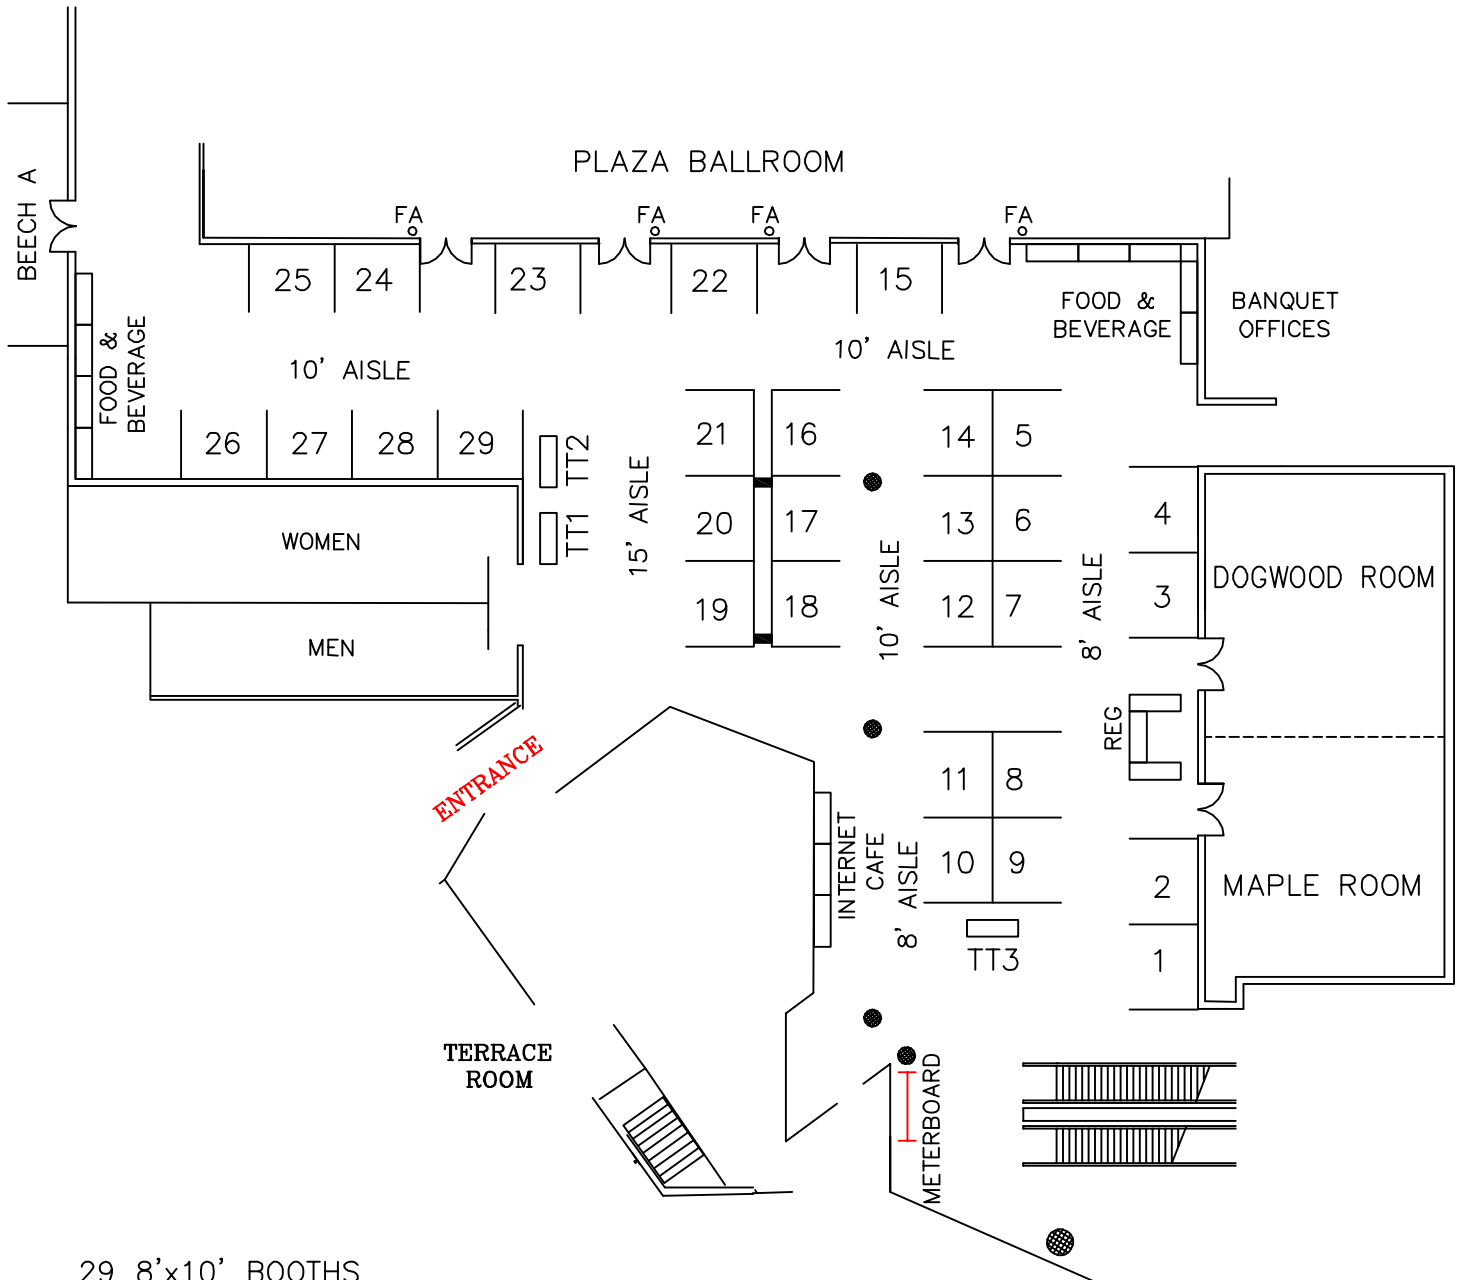 PLAZA BALLROOM
BEECH A
FA
FA
FA
FA
25
24
23
22
15
FOOD &
BEVERAGE
BANQUET
OFFICES
FOOD &
BEVERAGE
10' AISLE
10' AISLE
26
27
28
29
TT2
TT1
15' AISLE
21
16
14
5
20
17
13
6
4
19
18
12
7
3
10' AISLE
8' AISLE
DOGWOOD ROOM
WOMEN
MEN
REG
ENTRANCE
11
8
10
9
INTERNET
CAFE
8' AISLE
2
MAPLE ROOM
1
TT3
TERRACE
ROOM
METERBOARD
29 8'x10' BOOTHS